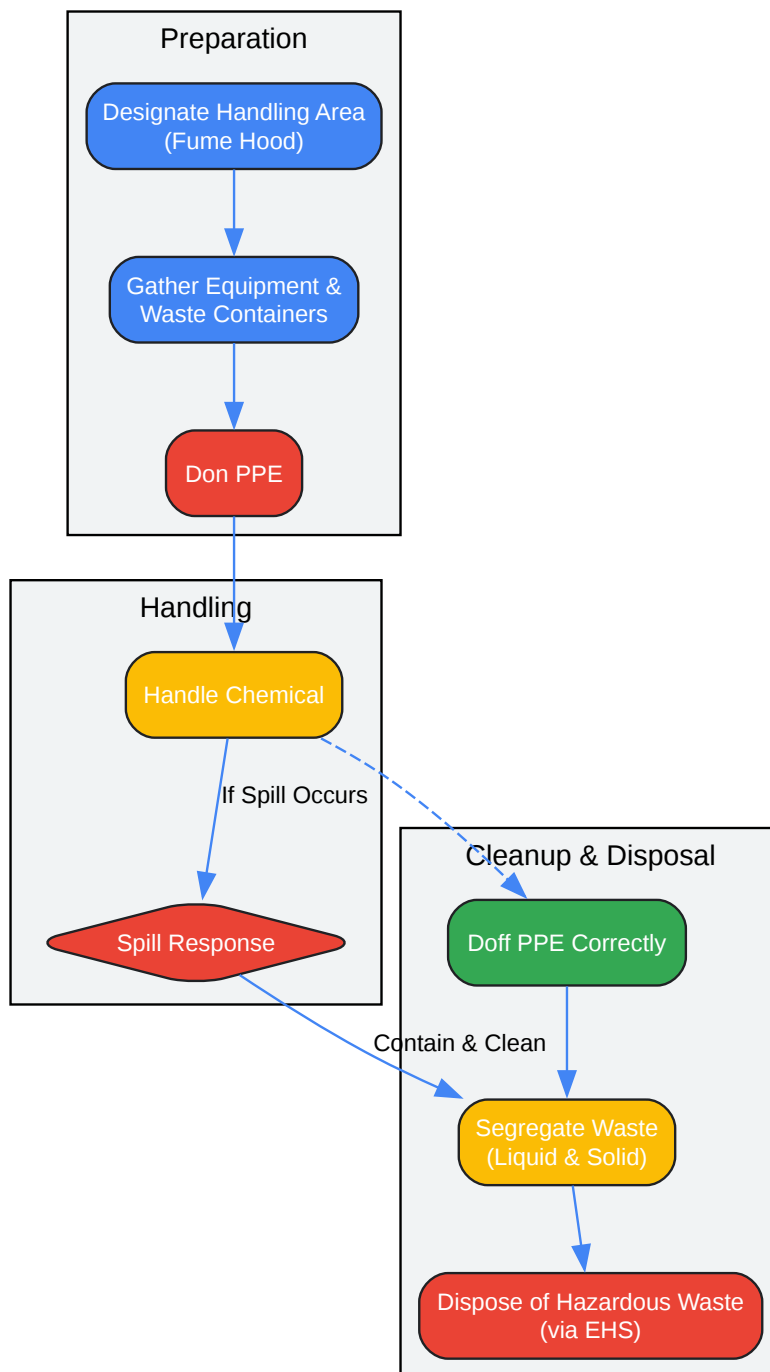 Preparation
Designate Handling Area
(Fume Hood)
Gather Equipment &
Waste Containers
Don PPE
Handling
Handle Chemical
If Spill Occurs
Cleanup & Disposal
Spill Response
Doff PPE Correctly
Contain & Clean
Segregate Waste
(Liquid & Solid)
Dispose of Hazardous Waste
(via EHS)